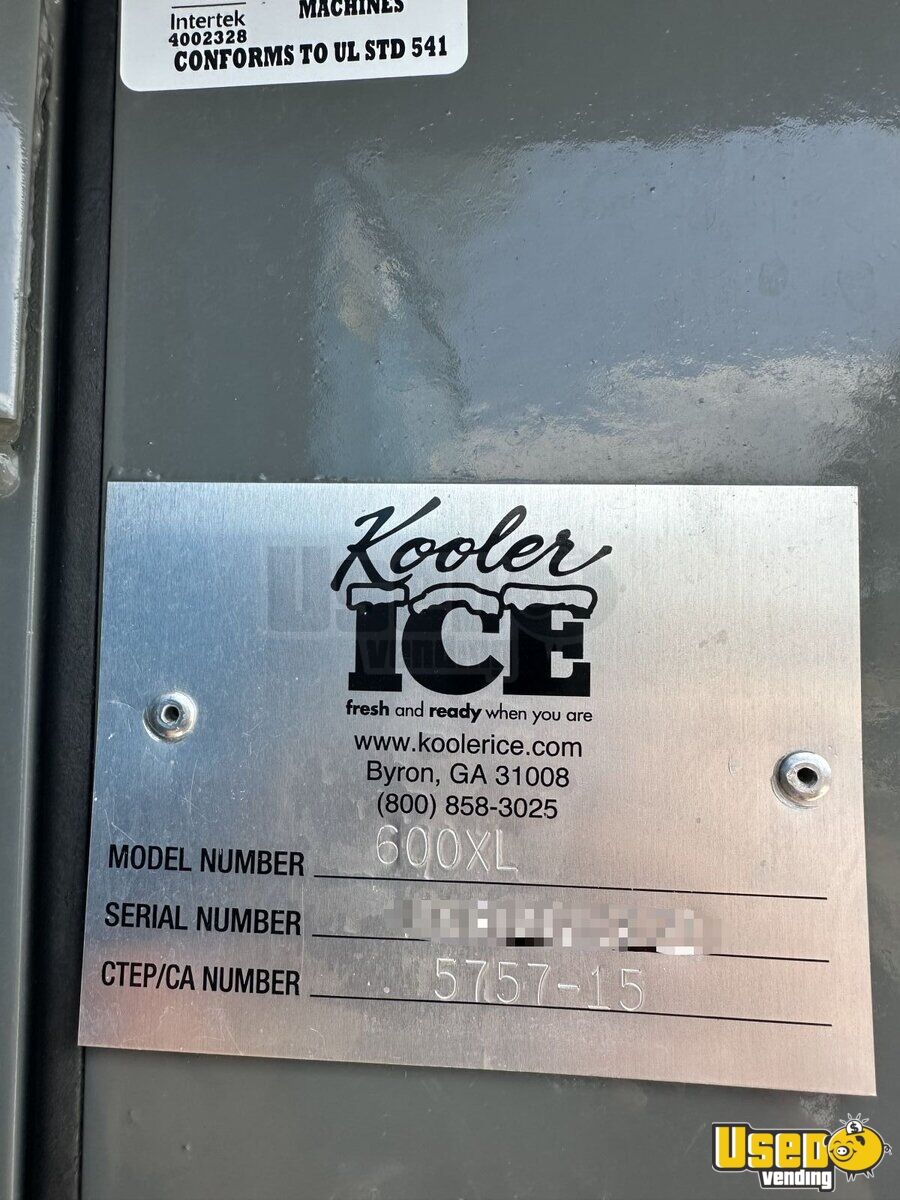 MACHINES
Intertek
4002328
CONFORMS TO UL STD 541
Kooler
ICE
fresh and ready when you are
www.koolerice.com
Byron, GA 31008
(800) 858-3025
MODEL NUMBER 600XL
SERIAL NUMBER
CTEP/CA NUMBER 5757-15
USED
vending